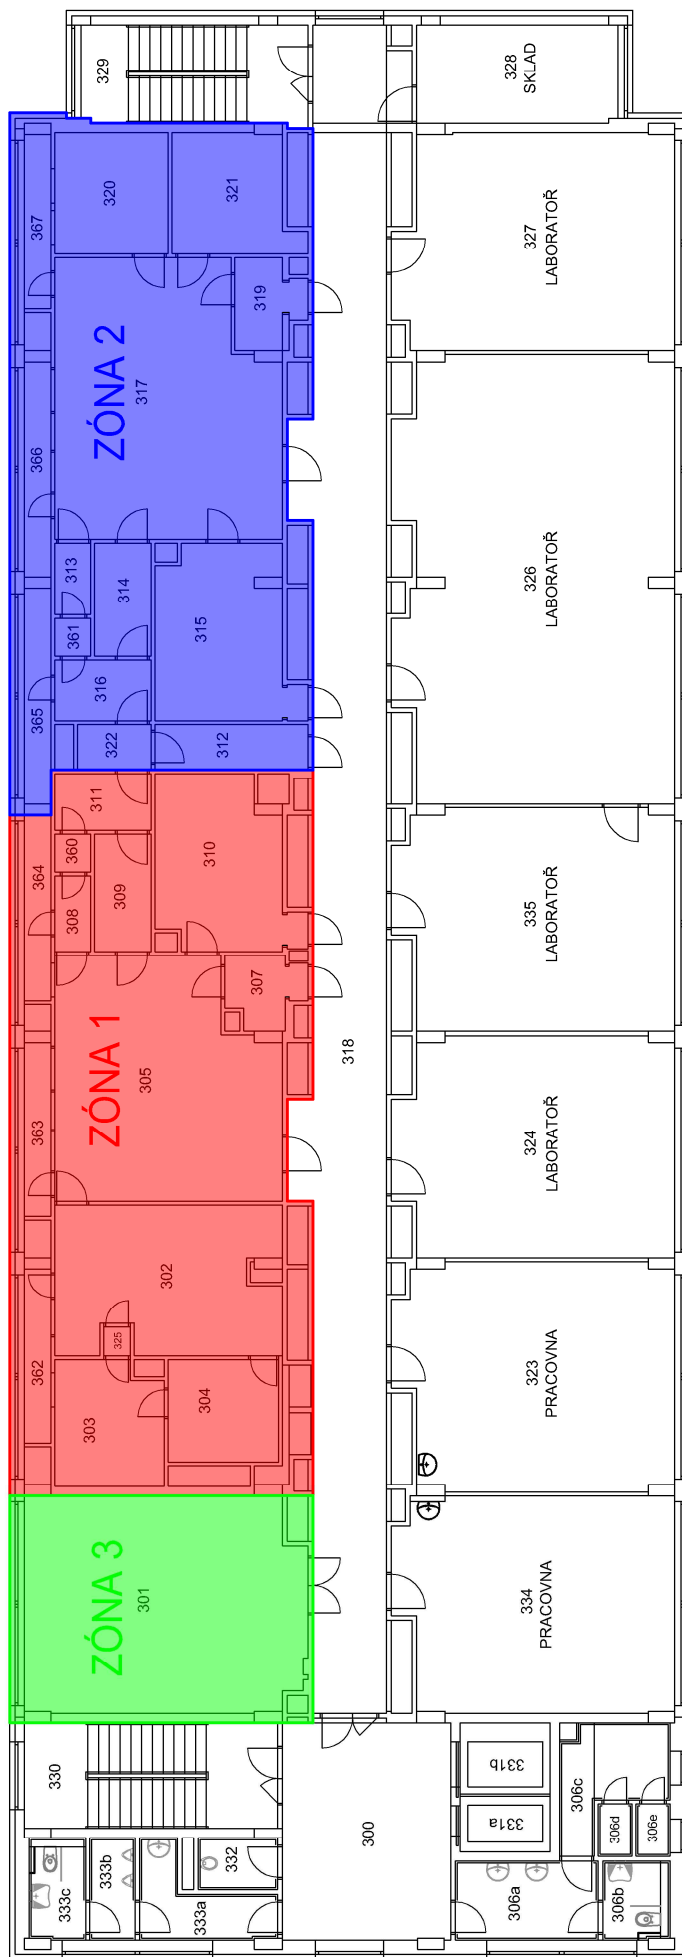 329
328
SKLAD
367
320
321
327
LABORATOŘ
319
ZÓNA 2
317
366
313
314
315
326
LABORATOŘ
361
316
365
322
312
311
364
360
310
308
309
335
LABORATOŘ
307
ZÓNA 1
305
318
363
324
LABORATOŘ
302
325
362
303
304
323
PRACOVNA
ZÓNA 3
301
334
PRACOVNA
330
331b
331a
306c
300
306d
306e
332
333b
333c
333a
306a
306b